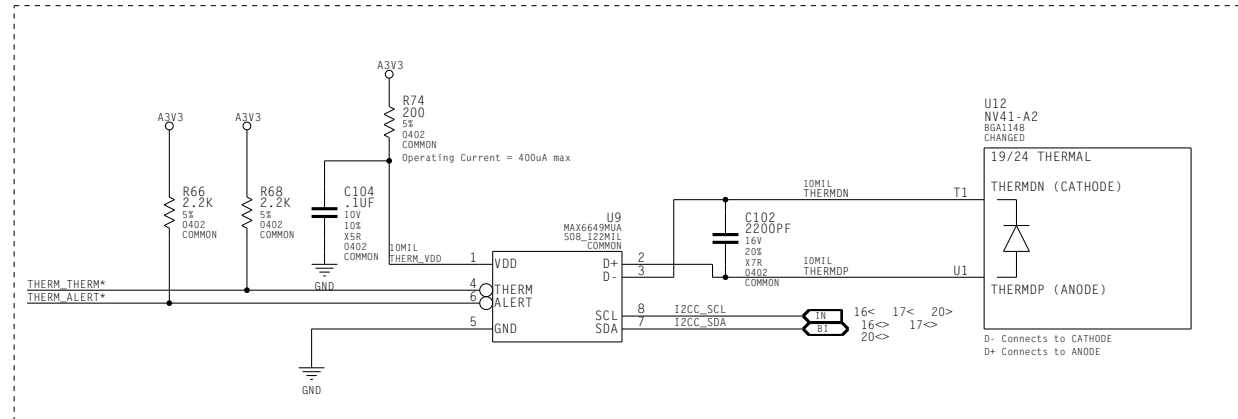 A3V3
R74
200
5%
0402
COMMON
Operating Current = 400uA max
A3V3
A3V3
R66
2.2K
5%
0402
COMMON
R68
2.2K
5%
0402
COMMON
C104
.1UF
10V
10%
X5R
0402
COMMON
GND
10MIL
THERM_VDD
U9
MAX6649MUA
SO8_122MIL
COMMON
1 VDD
4 THERM
6 ALERT
5 GND
D+ 2
D- 3
SCL 8
SDA 7
THERM_THERM*
THERM_ALERT*
GND
C102
2200PF
16V
20%
X7R
0402
COMMON
10MIL
THERMDN
10MIL
THERMDP
I2CC_SCL
I2CC_SDA
IN
BI
16< 17< 20>
16<> 17<>
20<>
U12
NV41-A2
BGA1148
CHANGED
19/24 THERMAL
T1 THERMDN (CATHODE)
U1
THERMDP (ANODE)
D- Connects to CATHODE
D+ Connects to ANODE